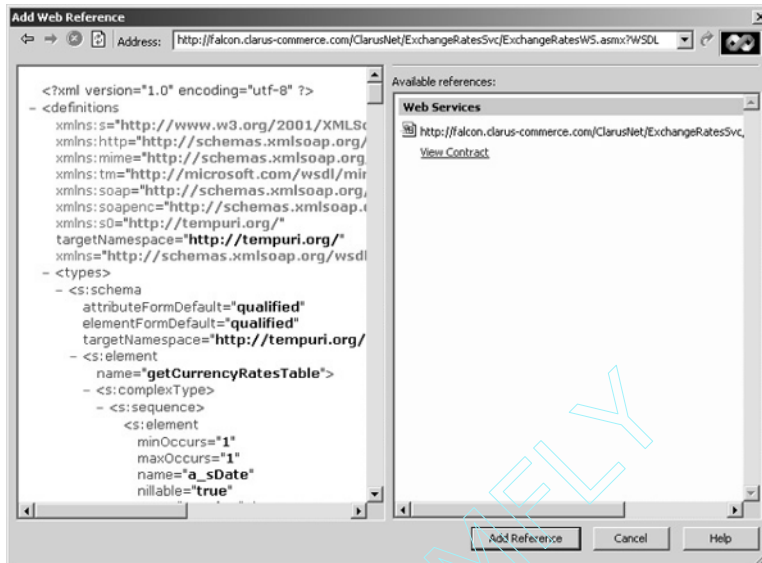 Add Web Reference
Address: http://falcon.clarus-commerce.com/ClarusNet/ExchangeRatesSvc/ExchangeRatesWS.asmx?WSDL
<?xml version="1.0" encoding="utf-8" ?>
- <definitions
xmlns:s="http://www.w3.org/2001/XMLSc
xmlns:http="http://schemas.xmlsoap.org/
xmlns:mime="http://schemas.xmlsoap.org
xmlns:tm="http://microsoft.com/wsdl/mim
xmlns:soap="http://schemas.xmlsoap.org,
xmlns:soapenc="http://schemas.xmlsoap.o
xmlns:s0="http://tempuri.org/"
targetNamespace="http://tempuri.org/"
xmlns="http://schemas.xmlsoap.org/wsdl
- <types>
- <s:schema
attributeFormDefault="qualified"
elementFormDefault="qualified"
targetNamespace="http://tempuri.org/
- <s:element
name="getCurrencyRatesTable">
- <s:complexType>
- <s:sequence>
<s:element
minOccurs="1"
maxOccurs="1"
name="a_sDate"
nillable="true"
Available references:
Web Services
http://falcon.clarus-commerce.com/ClarusNet/ExchangeRatesSvc,
View Contract
Add Reference
Cancel
Help